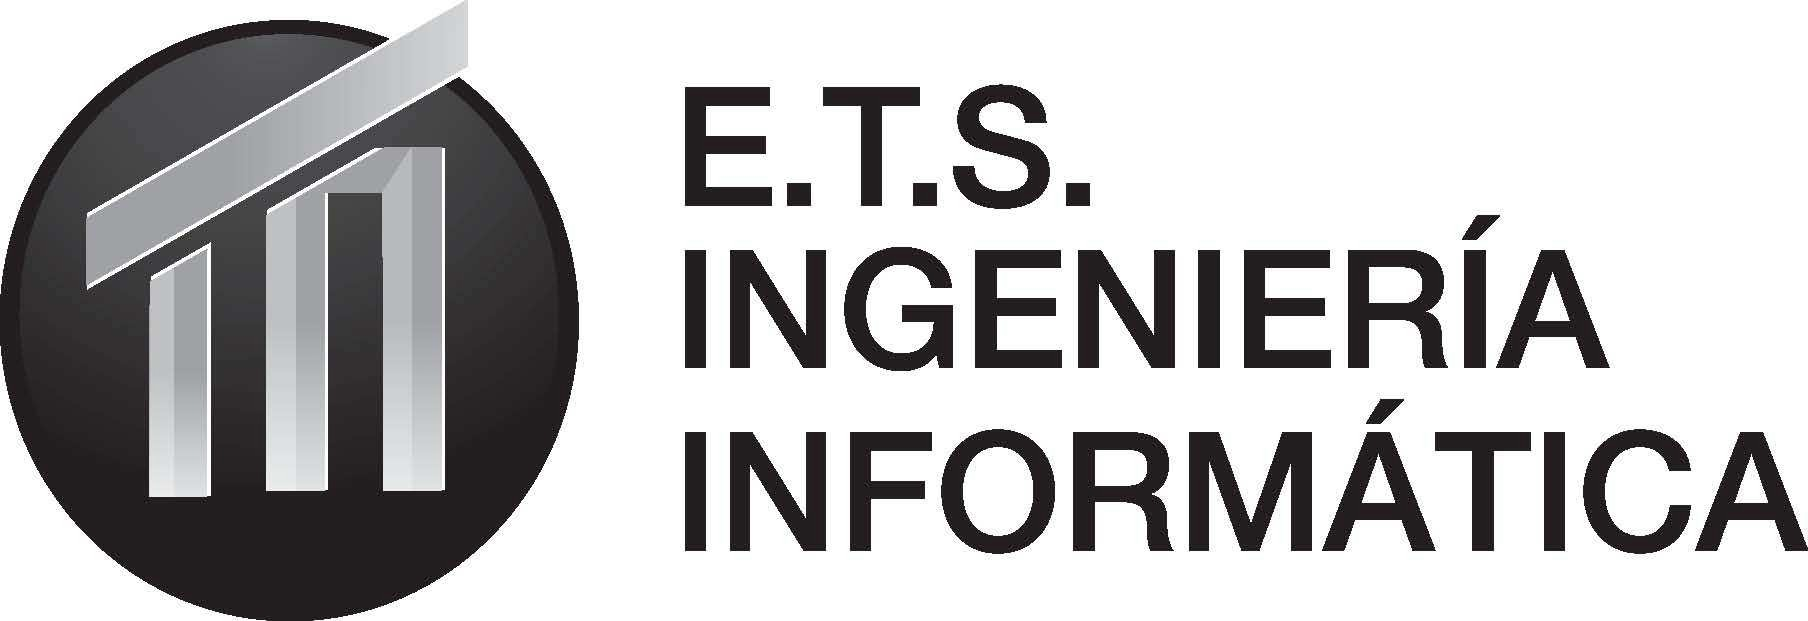 E.T.S.
INGENIERÍA
INFORMÁTICA